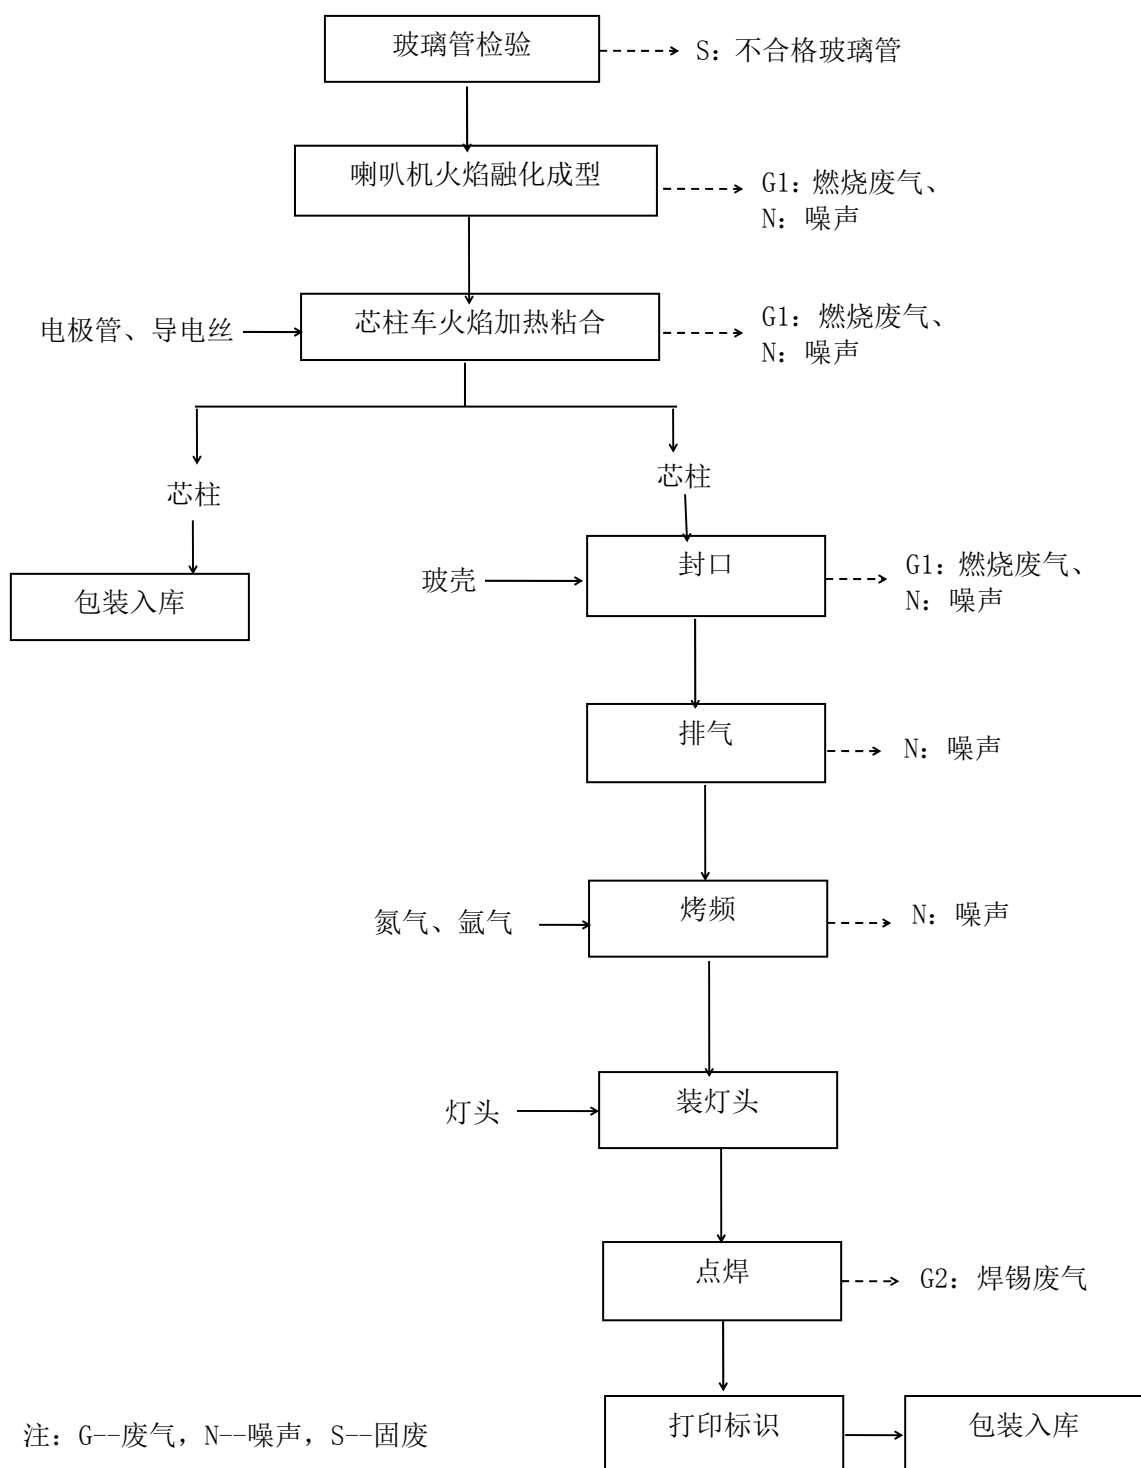 玻璃管检验
S：不合格玻璃管
喇叭机火焰融化成型
G1：燃烧废气、
N：噪声
电极管、导电丝
芯柱车火焰加热粘合
G1：燃烧废气、
N：噪声
芯柱
芯柱
包装入库
玻壳
封口
G1：燃烧废气、
N：噪声
排气
N：噪声
氮气、氩气
烤频
N：噪声
灯头
装灯头
点焊
G2：焊锡废气
打印标识
包装入库
注：G--废气，N--噪声，S--固废